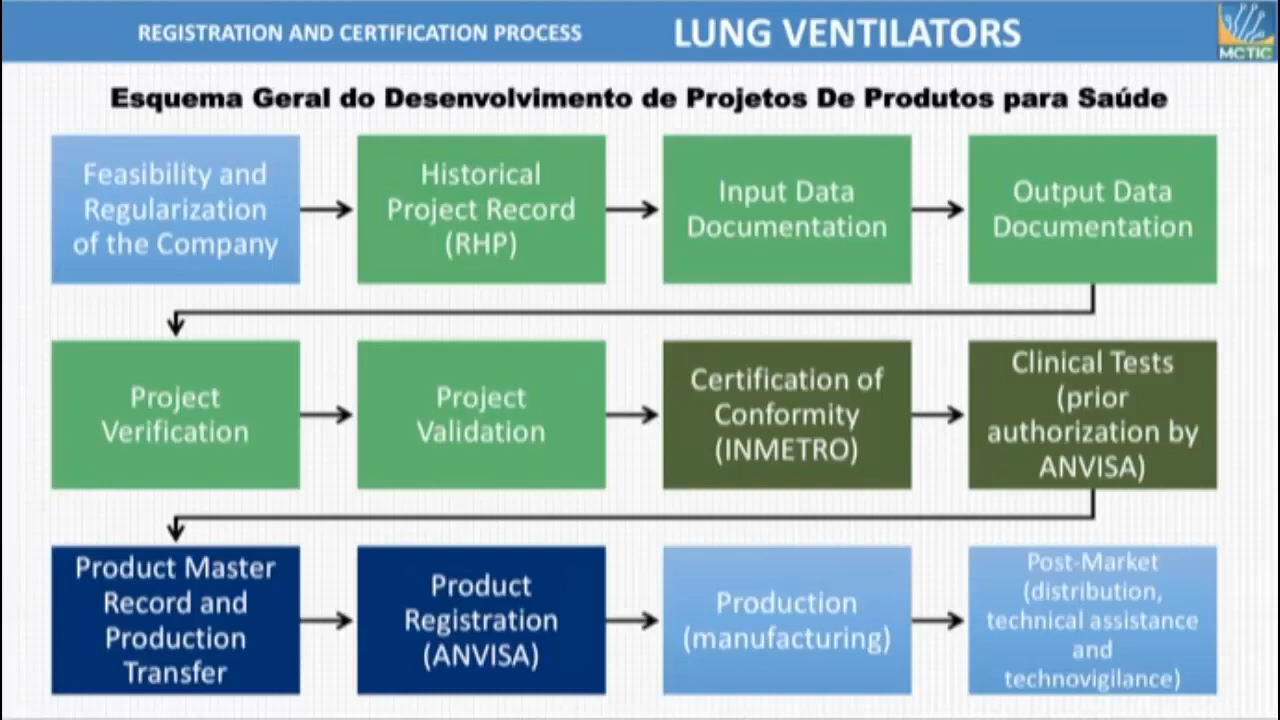 REGISTRATION AND CERTIFICATION PROCESS
LUNG VENTILATORS
MCTIC
Esquema Geral do Desenvolvimento de Projetos De Produtos para Saúde
Feasibility and
Regularization
of the Company
Historical
Project Record
(RHP)
Input Data
Documentation
Output Data
Documentation
Project
Verification
Project
Validation
Certification of
Conformity
(INMETRO)
Clinical Tests
(prior
authorization by
ANVISA)
Product Master
Record and
Production
Transfer
Product
Registration
(ANVISA)
Production
(manufacturing)
Post-Market
(distribution,
technical assistance
and
technovigilance)